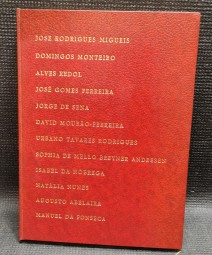 JOSÉ RODRIGUES MIGUEIS
DOMINGOS MONTEIRO
ALVES REDOL
JOSÉ GOMES FERREIRA
JORGE DE SENA
DAVID MOURÃO-FERREIRA
URBANO TAVARES RODRIGUES
SOPHIA DE MELLO BREYNER ANDRESEN
ISABEL DA NÓBREGA
NATÁLIA NUNES
AUGUSTO ABELAIRA
MANUEL DA FONSECA